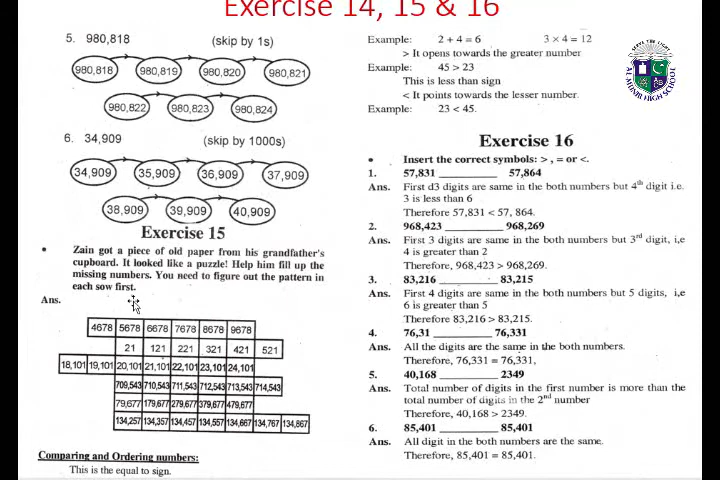 Exercise 14, 15 & 16
5. 980,818 (skip by 1s)
980,818 980,819 980,820 980,821
980,822 980,823 980,824
6. 34,909 (skip by 1000s)
34,909 35,909 36,909 37,909
38,909 39,909 40,909
Exercise 15
• Zain got a piece of old paper from his grandfather's
cupboard. It looked like a puzzle! Help him fill up the
missing numbers. You need to figure out the pattern in
each sow first.
Ans.
4678 5678 6678 7678 8678 9678
21 121 221 321 421 521
18,101 19,101 20,101 21,101 22,101 23,101 24,101
709,543 710,543 711,543 712,543 713,543 714,543
79,677 179,677 279,677 379,677 479,677
134,257 134,357 134,457 134,557 134,667 134,767 134,867
Comparing and Ordering numbers:
This is the equal to sign.
Example: 2 + 4 = 6 3 × 4 = 12
> It opens towards the greater number
Example: 45 > 23
This is less than sign
< It points towards the lesser number.
Example: 23 < 45.
SERVE THE LIGHT
AL-MUNIR HIGH SCHOOL
Exercise 16
• Insert the correct symbols: > , = or <.
1. 57,831 __________ 57,864
Ans. First d3 digits are same in the both numbers but 4th digit i.e.
3 is less than 6
Therefore 57,831 < 57, 864.
2. 968,423 __________ 968,269
Ans. First 3 digits are same in the both numbers but 3rd digit, i,e
4 is greater than 2
Therefore, 968,423 > 968,269.
3. 83,216 __________ 83,215
Ans. First 4 digits are same in the both numbers but 5 digits, i,e
6 is greater than 5
Therefore 83,216 > 83,215.
4. 76,31 __________ 76,331
Ans. All the digits are the same in the both numbers.
Therefore, 76,331 = 76,331,
5. 40,168 __________ 2349
Ans. Total number of digits in the first number is more than the
total number of digits in the 2nd number
Therefore, 40,168 > 2349.
6. 85,401 __________ 85,401
Ans. All digit in the both numbers are the same.
Therefore, 85,401 = 85,401.